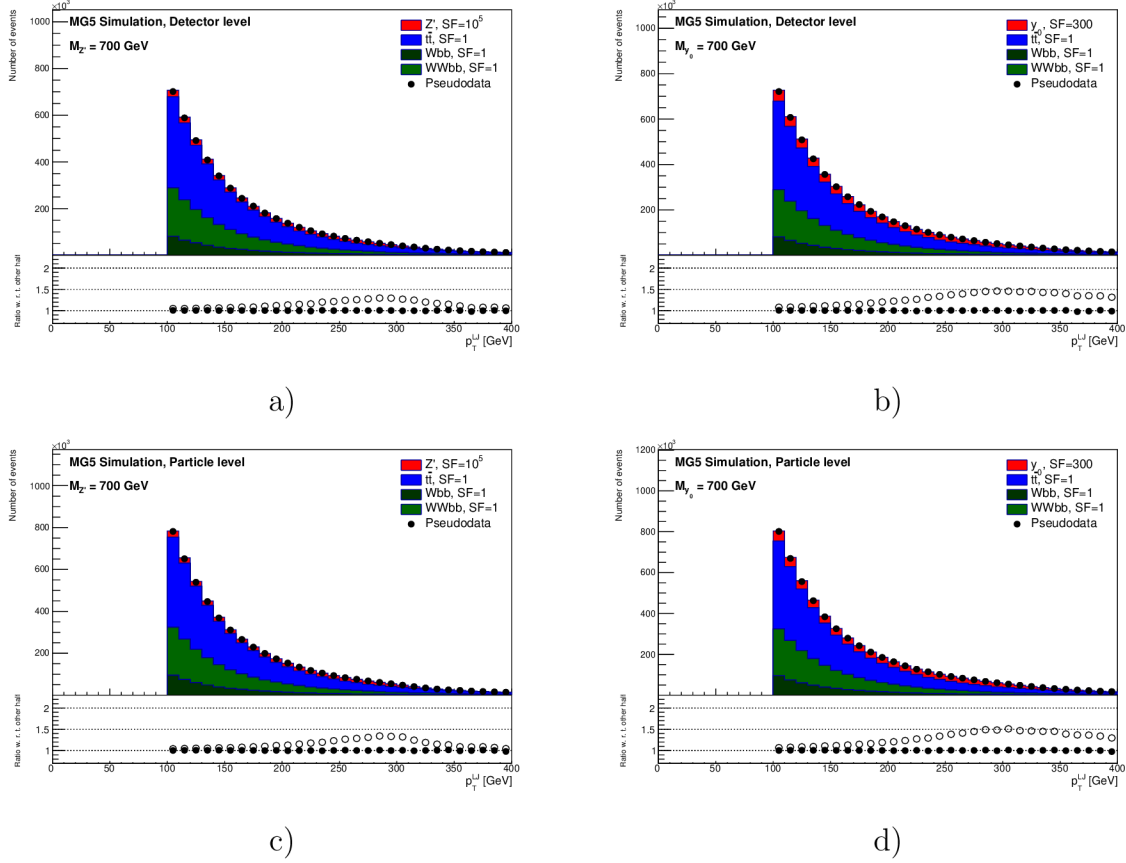 ×10³
MG5 Simulation, Detector level
M_Z' = 700 GeV
Z', SF=10⁵
tt̄, SF=1
Wbb, SF=1
WWbb, SF=1
Pseudodata
Number of events
1000
800
600
400
200
Ratio w. r. t. other hall
2
1.5
1
0 50 100 150 200 250 300 350 400
p_T^LJ [GeV]
a)
×10³
MG5 Simulation, Detector level
M_y₀ = 700 GeV
y₀, SF=300
tt̄, SF=1
Wbb, SF=1
WWbb, SF=1
Pseudodata
Number of events
1000
800
600
400
200
Ratio w. r. t. other hall
2
1.5
1
0 50 100 150 200 250 300 350 400
p_T^LJ [GeV]
b)
×10³
MG5 Simulation, Particle level
M_Z' = 700 GeV
Z', SF=10⁵
tt̄, SF=1
Wbb, SF=1
WWbb, SF=1
Pseudodata
Number of events
1000
800
600
400
200
Ratio w. r. t. other hall
2
1.5
1
0 50 100 150 200 250 300 350 400
p_T^LJ [GeV]
c)
×10³
1200
MG5 Simulation, Particle level
M_y₀ = 700 GeV
y₀, SF=300
tt̄, SF=1
Wbb, SF=1
WWbb, SF=1
Pseudodata
Number of events
1000
800
600
400
200
Ratio w. r. t. other hall
2
1.5
1
0 50 100 150 200 250 300 350 400
p_T^LJ [GeV]
d)